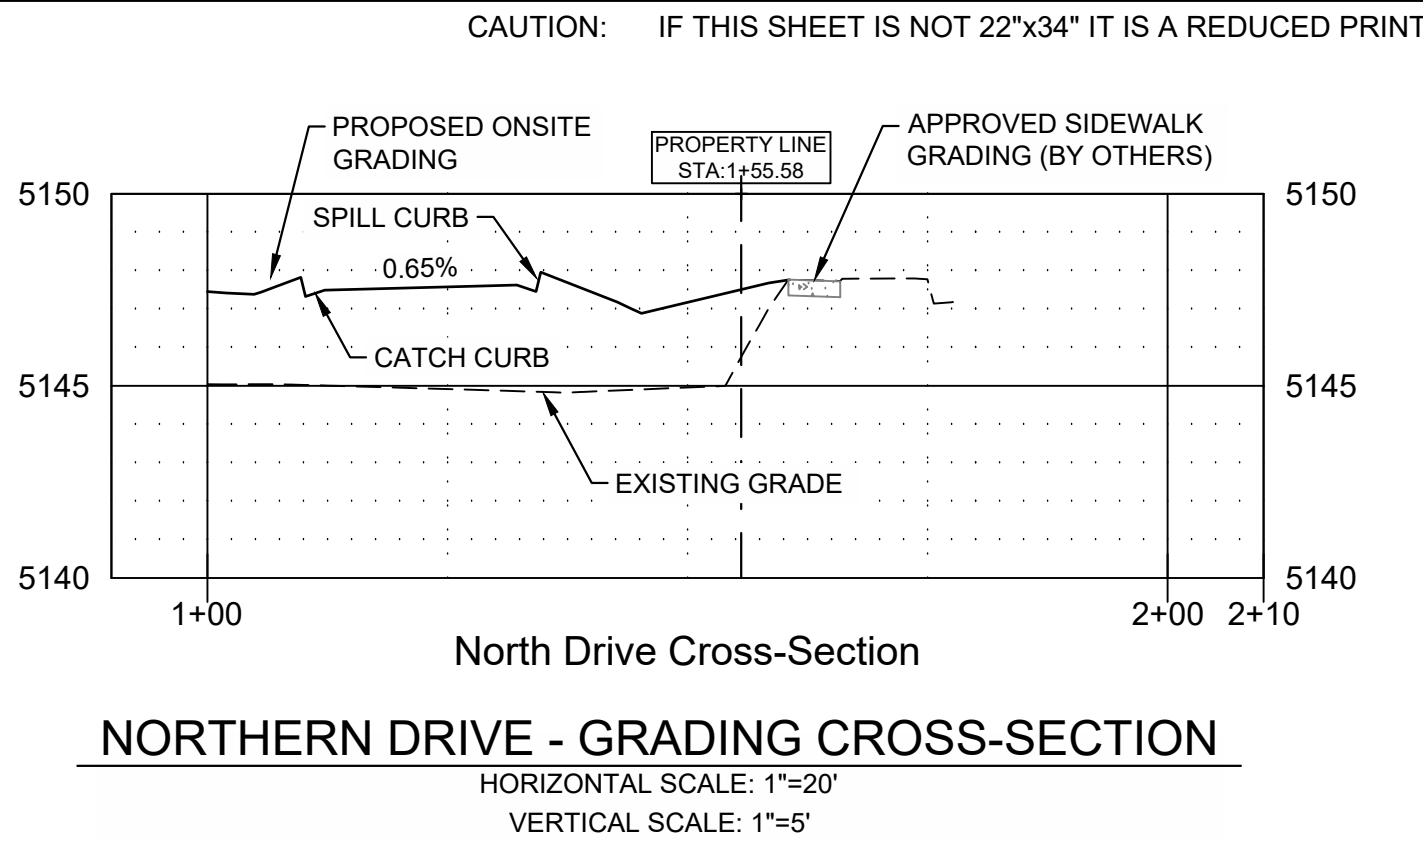 CAUTION: IF THIS SHEET IS NOT 22"x34" IT IS A REDUCED PRINT
PROPOSED ONSITE
GRADING
PROPERTY LINE
STA:1+55.58
APPROVED SIDEWALK
GRADING (BY OTHERS)
5150
5150
SPILL CURB
0.65%
CATCH CURB
5145
5145
EXISTING GRADE
5140
5140
1+00
2+00
2+10
North Drive Cross-Section
NORTHERN DRIVE - GRADING CROSS-SECTION
HORIZONTAL SCALE: 1"=20'
VERTICAL SCALE: 1"=5'